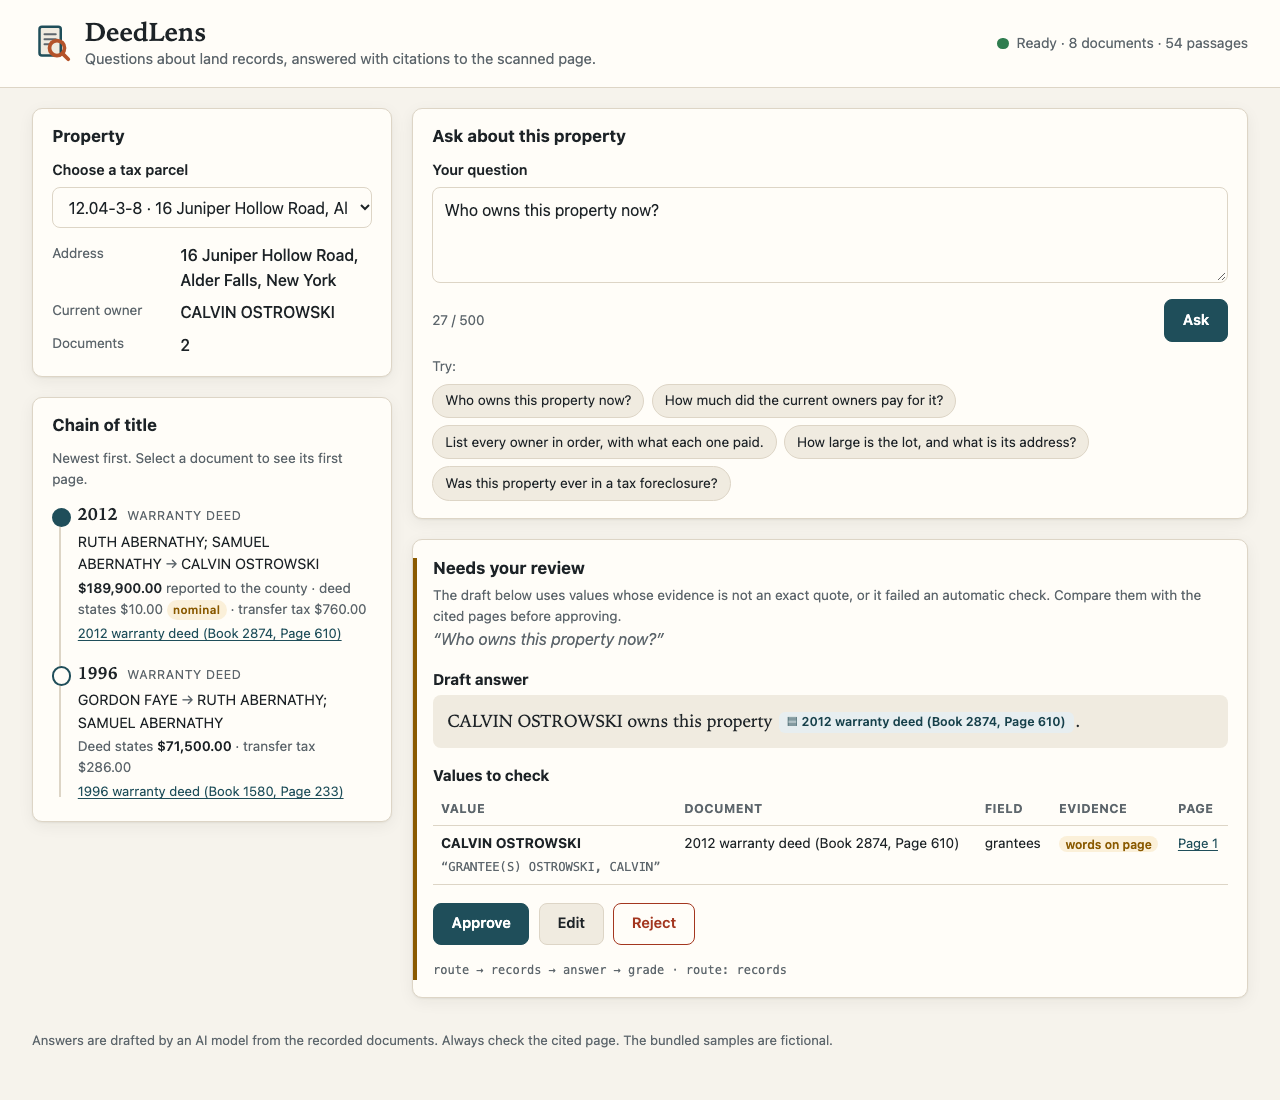 DeedLens
Questions about land records, answered with citations to the scanned page.
Ready · 8 documents · 54 passages
Property
Choose a tax parcel
12.04-3-8 · 16 Juniper Hollow Road, Al
Address
16 Juniper Hollow Road,
Alder Falls, New York
Current owner
CALVIN OSTROWSKI
Documents
2
Chain of title
Newest first. Select a document to see its first
page.
2012 WARRANTY DEED
RUTH ABERNATHY; SAMUEL
ABERNATHY → CALVIN OSTROWSKI
$189,900.00 reported to the county · deed
states $10.00 nominal · transfer tax $760.00
2012 warranty deed (Book 2874, Page 610)
1996 WARRANTY DEED
GORDON FAYE → RUTH ABERNATHY;
SAMUEL ABERNATHY
Deed states $71,500.00 · transfer tax
$286.00
1996 warranty deed (Book 1580, Page 233)
Ask about this property
Your question
Who owns this property now?
27 / 500
Ask
Try:
Who owns this property now?
How much did the current owners pay for it?
List every owner in order, with what each one paid.
How large is the lot, and what is its address?
Was this property ever in a tax foreclosure?
Needs your review
The draft below uses values whose evidence is not an exact quote, or it failed an automatic check. Compare them with the
cited pages before approving.
“Who owns this property now?”
Draft answer
CALVIN OSTROWSKI owns this property 2012 warranty deed (Book 2874, Page 610) .
Values to check
VALUE DOCUMENT FIELD EVIDENCE PAGE
CALVIN OSTROWSKI 2012 warranty deed (Book 2874, Page 610) grantees words on page Page 1
“GRANTEE(S) OSTROWSKI, CALVIN”
Approve
Edit
Reject
route → records → answer → grade · route: records
Answers are drafted by an AI model from the recorded documents. Always check the cited page. The bundled samples are fictional.